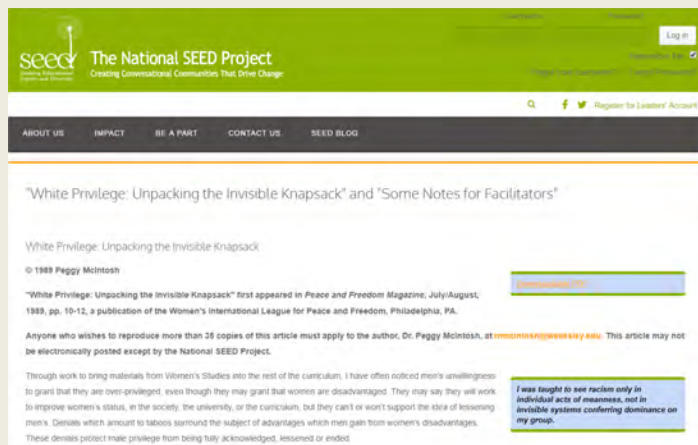 Log in
seed
The National SEED Project
Creating Conversational Communities That Drive Change
Register for Leaders' Account
ABOUT US IMPACT BE A PART CONTACT US SEED BLOG
"White Privilege: Unpacking the Invisible Knapsack" and "Some Notes for Facilitators"
White Privilege: Unpacking the Invisible Knapsack
© 1989 Peggy McIntosh
"White Privilege: Unpacking the Invisible Knapsack" first appeared in Peace and Freedom Magazine, July/August,
1989, pp. 10-12, a publication of the Women's International League for Peace and Freedom, Philadelphia, PA.
Anyone who wishes to reproduce more than 35 copies of this article must apply to the author, Dr. Peggy McIntosh, at mmcintosh@wellesley.edu. This article may not
be electronically posted except by the National SEED Project.
Through work to bring materials from Women's Studies into the rest of the curriculum, I have often noticed men's unwillingness
to grant that they are over-privileged, even though they may grant that women are disadvantaged. They may say they will work
to improve women's status, in the society, the university, or the curriculum, but they can't or won't support the idea of lessening
men's. Denials which amount to taboos surround the subject of advantages which men gain from women's disadvantages.
These denials protect male privilege from being fully acknowledged, lessened or ended.
I was taught to see racism only in
individual acts of meanness, not in
invisible systems conferring dominance on
my group.